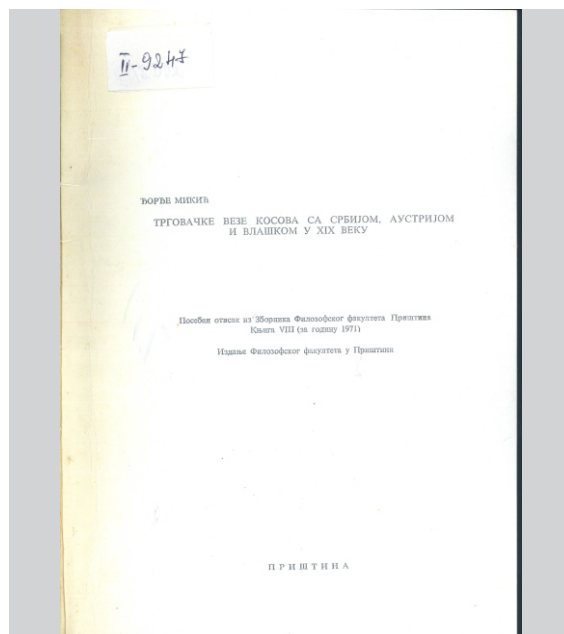 II-9247
ЂОРЂЕ МИКИЋ
ТРГОВАЧКЕ ВЕЗЕ КОСОВА СА СРБИЈОМ, АУСТРИЈОМ
И ВЛАШКОМ У XIX ВЕКУ
Посебан отисак из Зборника Филозофског факултета Приштина
Књига VIII (за годину 1971)
Издање Филозофског факултета у Приштини
ПРИШТИНА